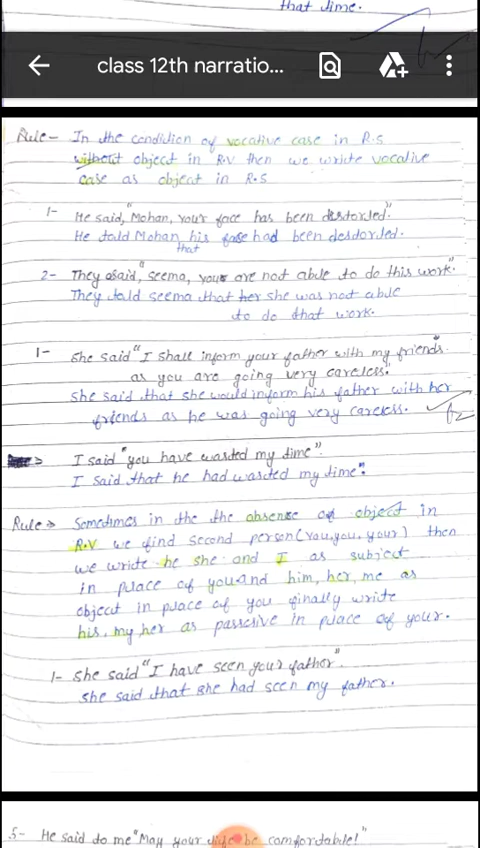 that time.
class 12th narratio...
Rule - In the condition of vocative case in R.S
without object in R.V then we write vocative
case as object in R.S
1- He said, "Mohan, your face has been destorted".
He told Mohan his fase had been destorted.
that
2- They said, "seema, your are not able to do this work"
They told seema that her she was not able
to do that work.
1- She said "I shall inform your father with my friends
as you are going very careless."
She said that she would inform his father with her
friends as he was going very careless.
I said "you have wasted my time".
I said that he had wasted my time".
Rule Sometimes in the the absense of object in
R.V we find second person (You, you, your) then
we write he she and I as subject
in place of you and him, her, me as
object in place of you finally write
his, my, her as passesive in place of your.
1- She said "I have seen your father".
She said that she had seen my father.
5- He said to me "May your life be comfortable!"